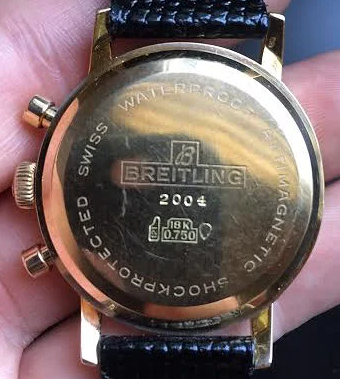 SWISS WATERPROOF ANTIMAGNETIC SHOCKPROTECTED
B
BREITLING
2004
18K
0.750